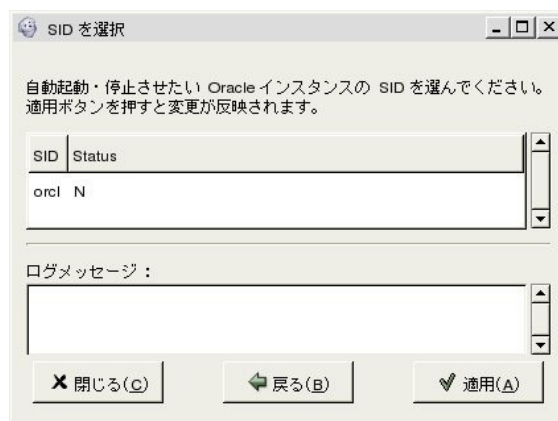 SID を選択
自動起動・停止させたい Oracle インスタンスの SID を選んでください。
適用ボタンを押すと変更が反映されます。
SID Status
orcl N
ログメッセージ：
閉じる(C) 戻る(B) 適用(A)